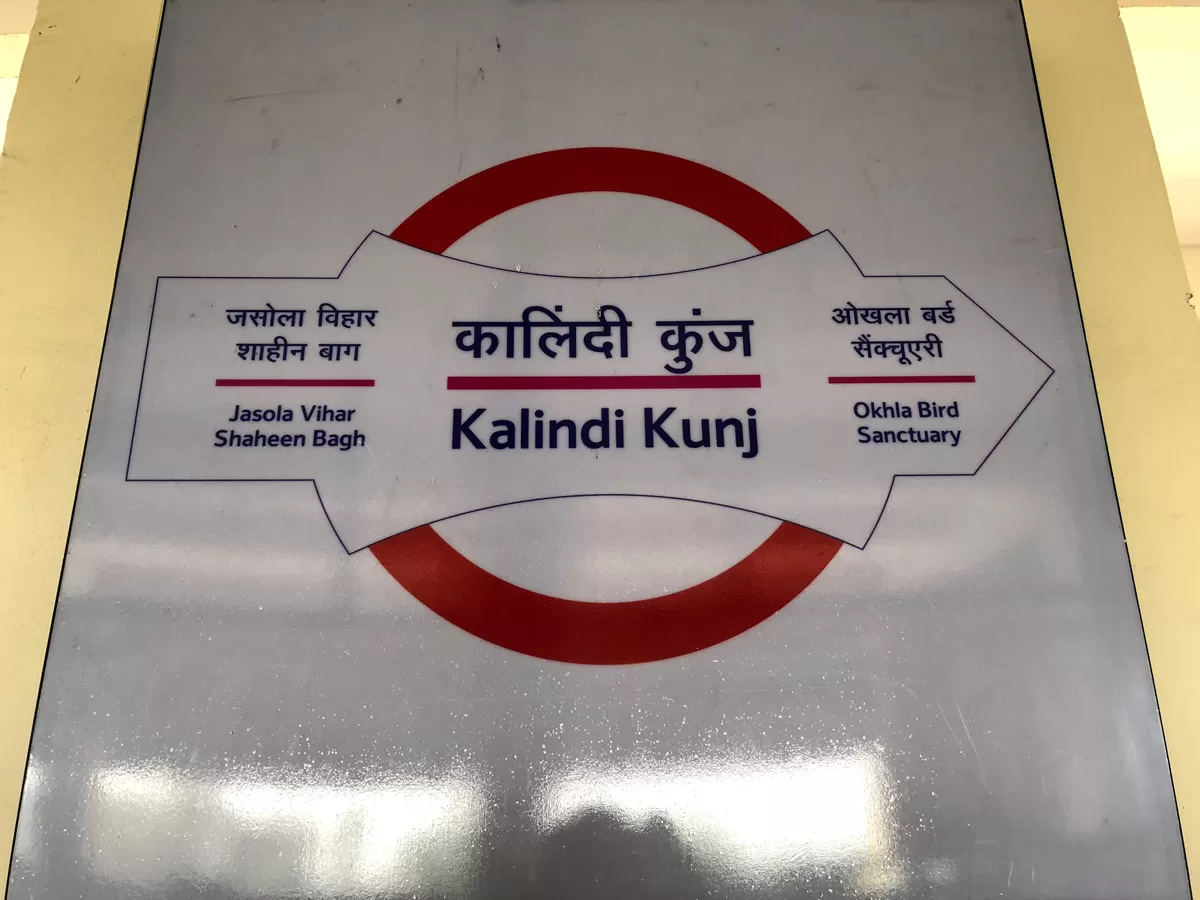 जसोला विहार
शाहीन बाग
Jasola Vihar
Shaheen Bagh
कालिंदी कुंज
Kalindi Kunj
ओखला बर्ड
सैंक्चूएरी
Okhla Bird
Sanctuary